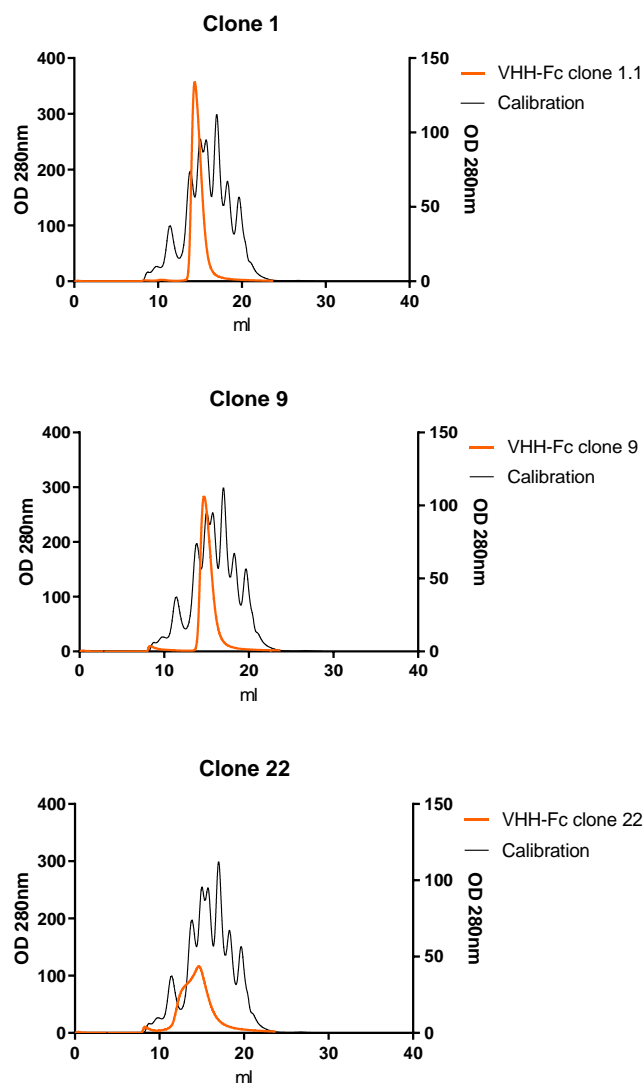 Clone 1
400
300
200
100
0
OD 280nm
150
100
50
0
OD 280nm
0 10 20 30 40
ml
VHH-Fc clone 1.1
Calibration
Clone 9
400
300
200
100
0
OD 280nm
150
100
50
0
OD 280nm
0 10 20 30 40
ml
VHH-Fc clone 9
Calibration
Clone 22
400
300
200
100
0
OD 280nm
150
100
50
0
OD 280nm
0 10 20 30 40
ml
VHH-Fc clone 22
Calibration